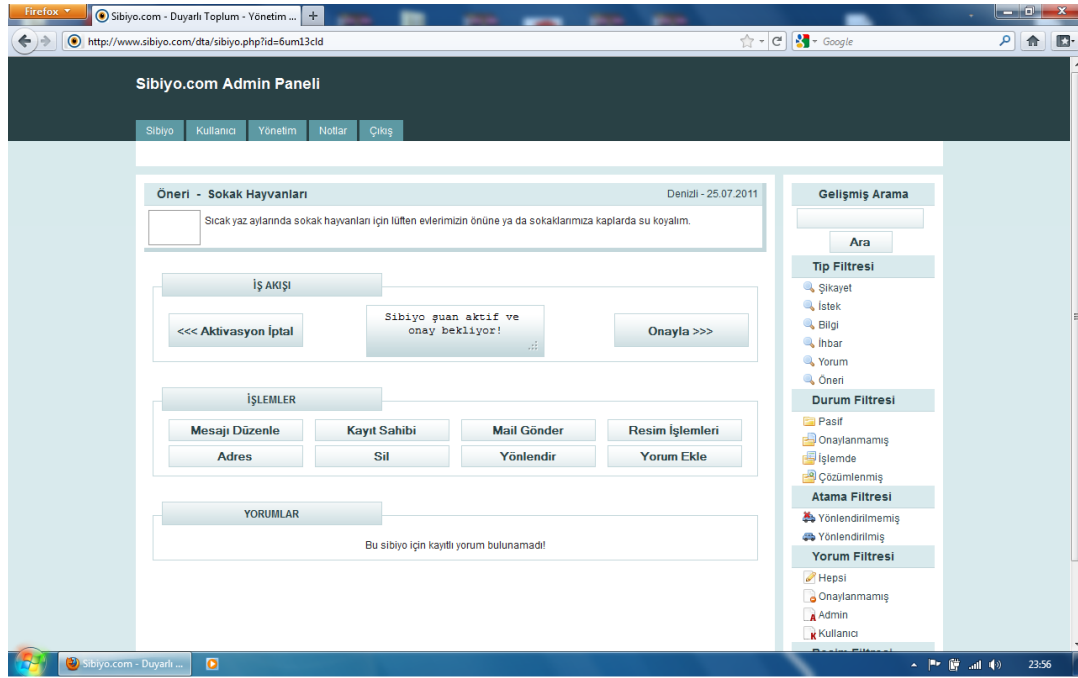 Firefox
Sibiyo.com - Duyarlı Toplum - Yönetim ...
http://www.sibiyo.com/dta/sibiyo.php?id=6um13cld
Google
Sibiyo.com Admin Paneli
Sibiyo Kullanıcı Yönetim Notlar Çıkış
Öneri - Sokak Hayvanları
Denizli - 25.07.2011
Sıcak yaz aylarında sokak hayvanları için lüften evlerimizin önüne ya da sokaklarımıza kaplarda su koyalım.
İŞ AKIŞI
<<< Aktivasyon İptal
Sibiyo şuan aktif ve
onay bekliyor!
Onayla >>>
İŞLEMLER
Mesajı Düzenle Kayıt Sahibi Mail Gönder Resim İşlemleri
Adres Sil Yönlendir Yorum Ekle
YORUMLAR
Bu sibiyo için kayıtlı yorum bulunamadı!
Gelişmiş Arama
Ara
Tip Filtresi
Şikayet
İstek
Bilgi
İhbar
Yorum
Öneri
Durum Filtresi
Pasif
Onaylanmamış
İşlemde
Çözümlenmiş
Atama Filtresi
Yönlendirilmemiş
Yönlendirilmiş
Yorum Filtresi
Hepsi
Onaylanmamış
Admin
Kullanıcı
Resim Filtresi
Sibiyo.com - Duyarlı ...
23:56